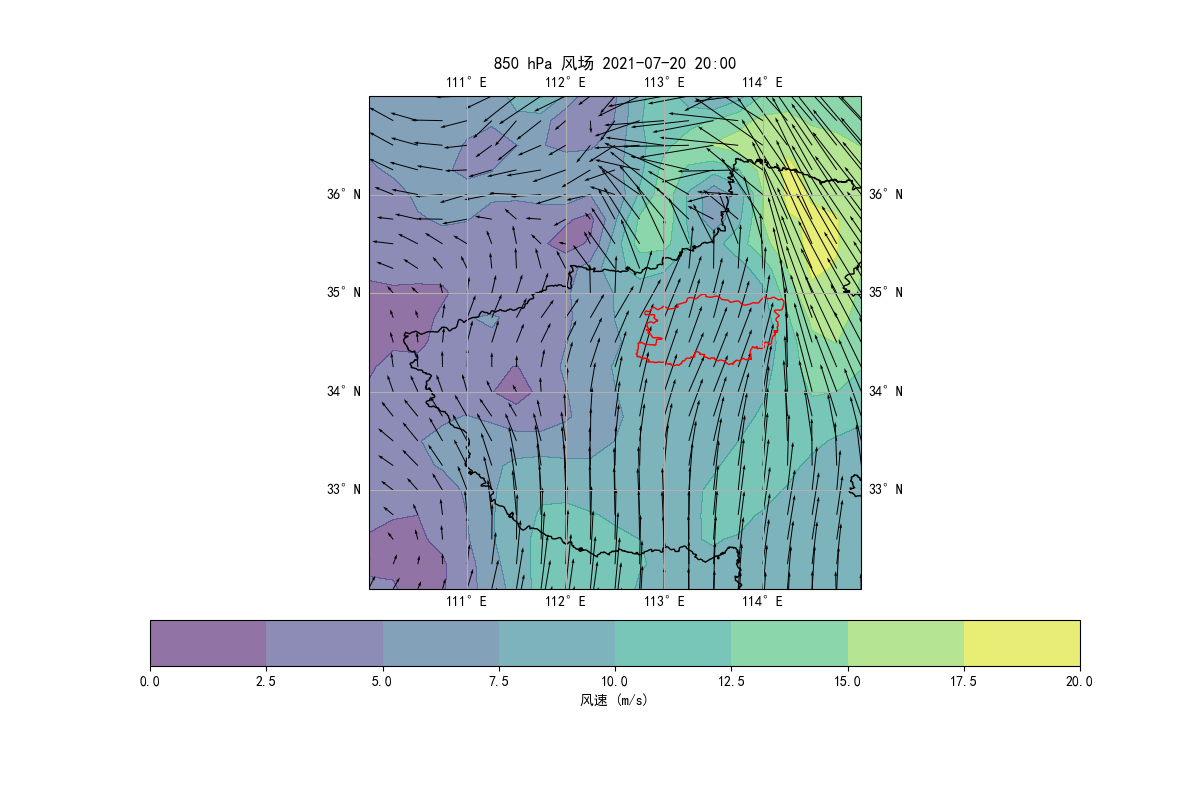 850 hPa 风场 2021-07-20 20:00
111° E 112° E 113° E 114° E
36° N 36° N
35° N 35° N
34° N 34° N
33° N 33° N
111° E 112° E 113° E 114° E
0.0 2.5 5.0 7.5 10.0 12.5 15.0 17.5 20.0
风速 (m/s)